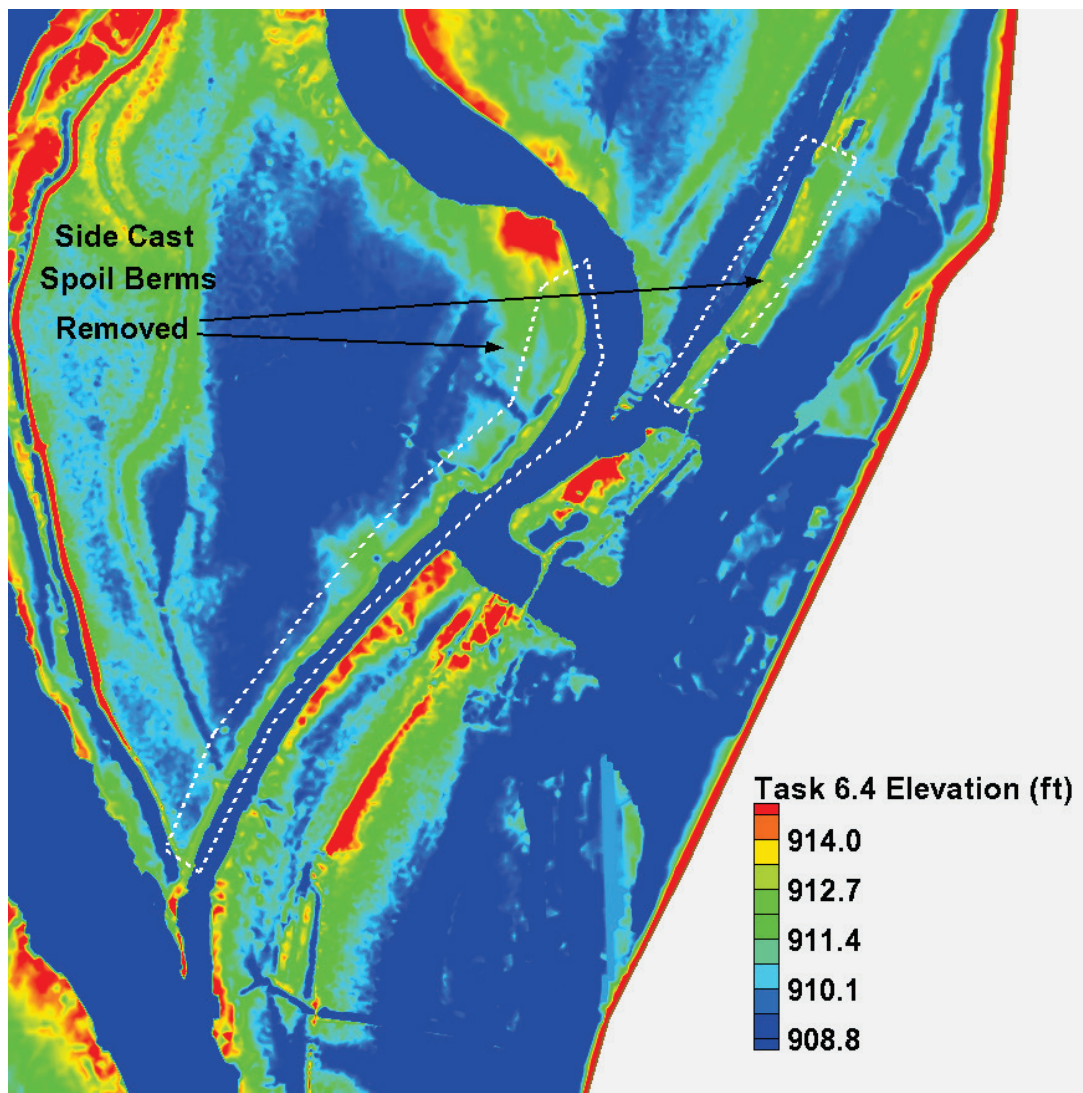 Side Cast
Spoil Berms
Removed
Task 6.4 Elevation (ft)
914.0
912.7
911.4
910.1
908.8